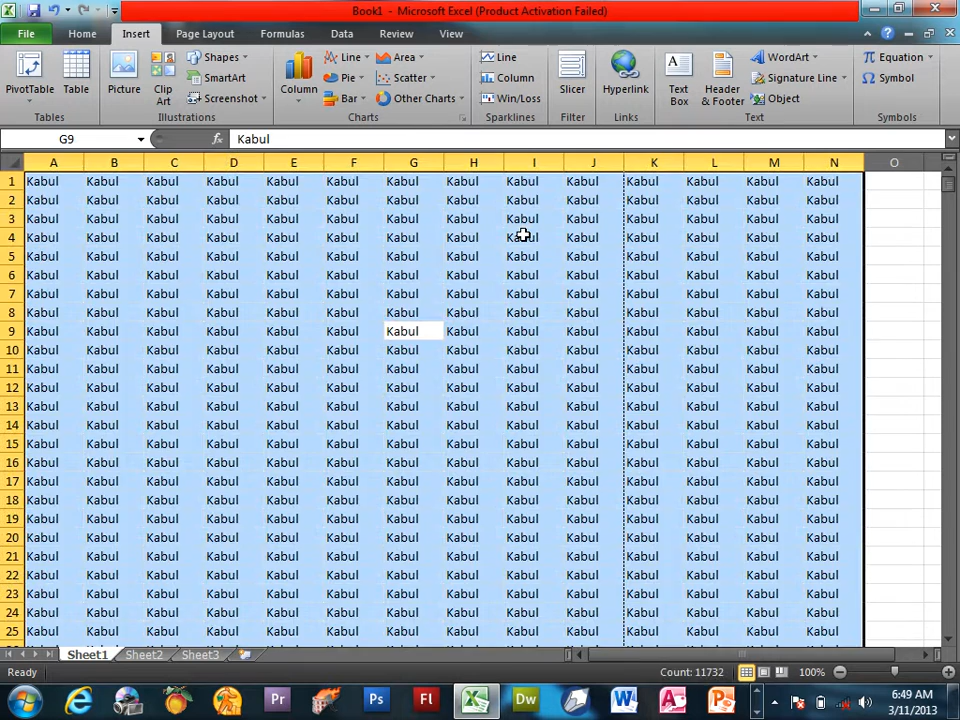 Book1 - Microsoft Excel (Product Activation Failed)
File Home Insert Page Layout Formulas Data Review View
PivotTable Table Picture Clip Art Shapes SmartArt Screenshot Column Line Pie Bar Area Scatter Other Charts Line Column Win/Loss Slicer Hyperlink Text Box Header & Footer WordArt Signature Line Object Equation Symbol
Tables Illustrations Charts Sparklines Filter Links Text Symbols
G9 fx Kabul
A B C D E F G H I J K L M N O
1 Kabul Kabul Kabul Kabul Kabul Kabul Kabul Kabul Kabul Kabul Kabul Kabul Kabul Kabul
2 Kabul Kabul Kabul Kabul Kabul Kabul Kabul Kabul Kabul Kabul Kabul Kabul Kabul Kabul
3 Kabul Kabul Kabul Kabul Kabul Kabul Kabul Kabul Kabul Kabul Kabul Kabul Kabul Kabul
4 Kabul Kabul Kabul Kabul Kabul Kabul Kabul Kabul Kabul Kabul Kabul Kabul Kabul Kabul
5 Kabul Kabul Kabul Kabul Kabul Kabul Kabul Kabul Kabul Kabul Kabul Kabul Kabul Kabul
6 Kabul Kabul Kabul Kabul Kabul Kabul Kabul Kabul Kabul Kabul Kabul Kabul Kabul Kabul
7 Kabul Kabul Kabul Kabul Kabul Kabul Kabul Kabul Kabul Kabul Kabul Kabul Kabul Kabul
8 Kabul Kabul Kabul Kabul Kabul Kabul Kabul Kabul Kabul Kabul Kabul Kabul Kabul Kabul
9 Kabul Kabul Kabul Kabul Kabul Kabul Kabul Kabul Kabul Kabul Kabul Kabul Kabul Kabul
10 Kabul Kabul Kabul Kabul Kabul Kabul Kabul Kabul Kabul Kabul Kabul Kabul Kabul Kabul
11 Kabul Kabul Kabul Kabul Kabul Kabul Kabul Kabul Kabul Kabul Kabul Kabul Kabul Kabul
12 Kabul Kabul Kabul Kabul Kabul Kabul Kabul Kabul Kabul Kabul Kabul Kabul Kabul Kabul
13 Kabul Kabul Kabul Kabul Kabul Kabul Kabul Kabul Kabul Kabul Kabul Kabul Kabul Kabul
14 Kabul Kabul Kabul Kabul Kabul Kabul Kabul Kabul Kabul Kabul Kabul Kabul Kabul Kabul
15 Kabul Kabul Kabul Kabul Kabul Kabul Kabul Kabul Kabul Kabul Kabul Kabul Kabul Kabul
16 Kabul Kabul Kabul Kabul Kabul Kabul Kabul Kabul Kabul Kabul Kabul Kabul Kabul Kabul
17 Kabul Kabul Kabul Kabul Kabul Kabul Kabul Kabul Kabul Kabul Kabul Kabul Kabul Kabul
18 Kabul Kabul Kabul Kabul Kabul Kabul Kabul Kabul Kabul Kabul Kabul Kabul Kabul Kabul
19 Kabul Kabul Kabul Kabul Kabul Kabul Kabul Kabul Kabul Kabul Kabul Kabul Kabul Kabul
20 Kabul Kabul Kabul Kabul Kabul Kabul Kabul Kabul Kabul Kabul Kabul Kabul Kabul Kabul
21 Kabul Kabul Kabul Kabul Kabul Kabul Kabul Kabul Kabul Kabul Kabul Kabul Kabul Kabul
22 Kabul Kabul Kabul Kabul Kabul Kabul Kabul Kabul Kabul Kabul Kabul Kabul Kabul Kabul
23 Kabul Kabul Kabul Kabul Kabul Kabul Kabul Kabul Kabul Kabul Kabul Kabul Kabul Kabul
24 Kabul Kabul Kabul Kabul Kabul Kabul Kabul Kabul Kabul Kabul Kabul Kabul Kabul Kabul
25 Kabul Kabul Kabul Kabul Kabul Kabul Kabul Kabul Kabul Kabul Kabul Kabul Kabul Kabul
Sheet1 Sheet2 Sheet3
Ready Count: 11732 100%
Pr Ps Fl Dw 6:49 AM
3/11/2013